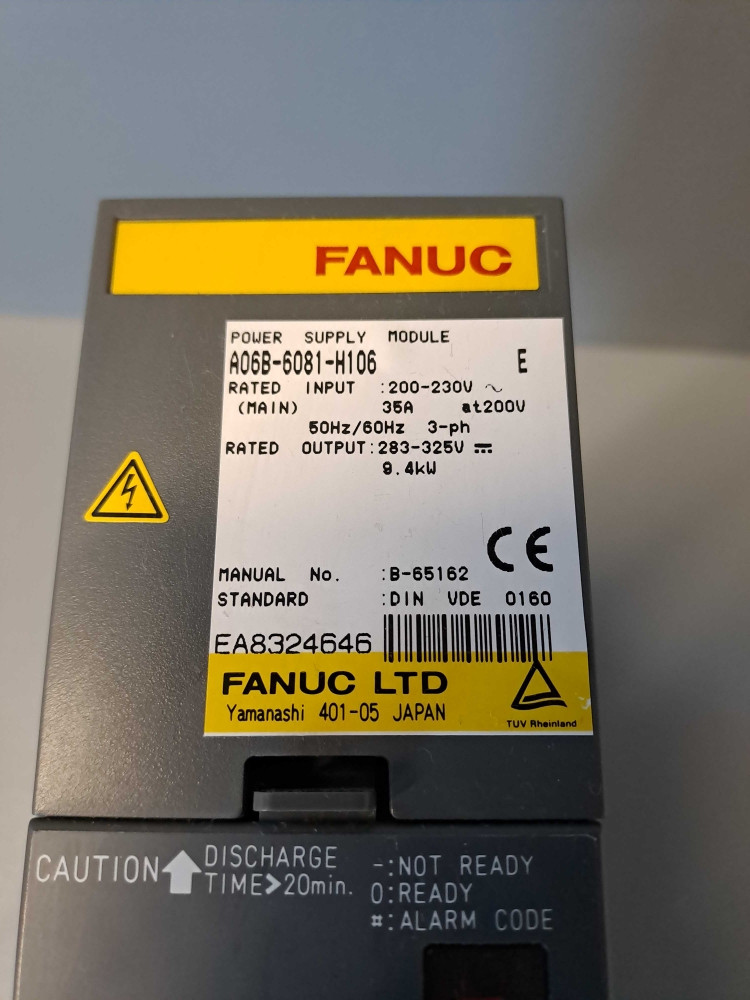 FANUC
POWER SUPPLY MODULE
A06B-6081-H106 E
RATED INPUT :200-230V ~
(MAIN) 35A at200V
50Hz/60Hz 3-ph
RATED OUTPUT:283-325V ⎓
9.4kW
CE
MANUAL No. :B-65162
STANDARD :DIN VDE 0160
EA8324646
FANUC LTD
Yamanashi 401-05 JAPAN
TUV Rheinland
CAUTION DISCHARGE
TIME>20min.
-:NOT READY
0:READY
#:ALARM CODE